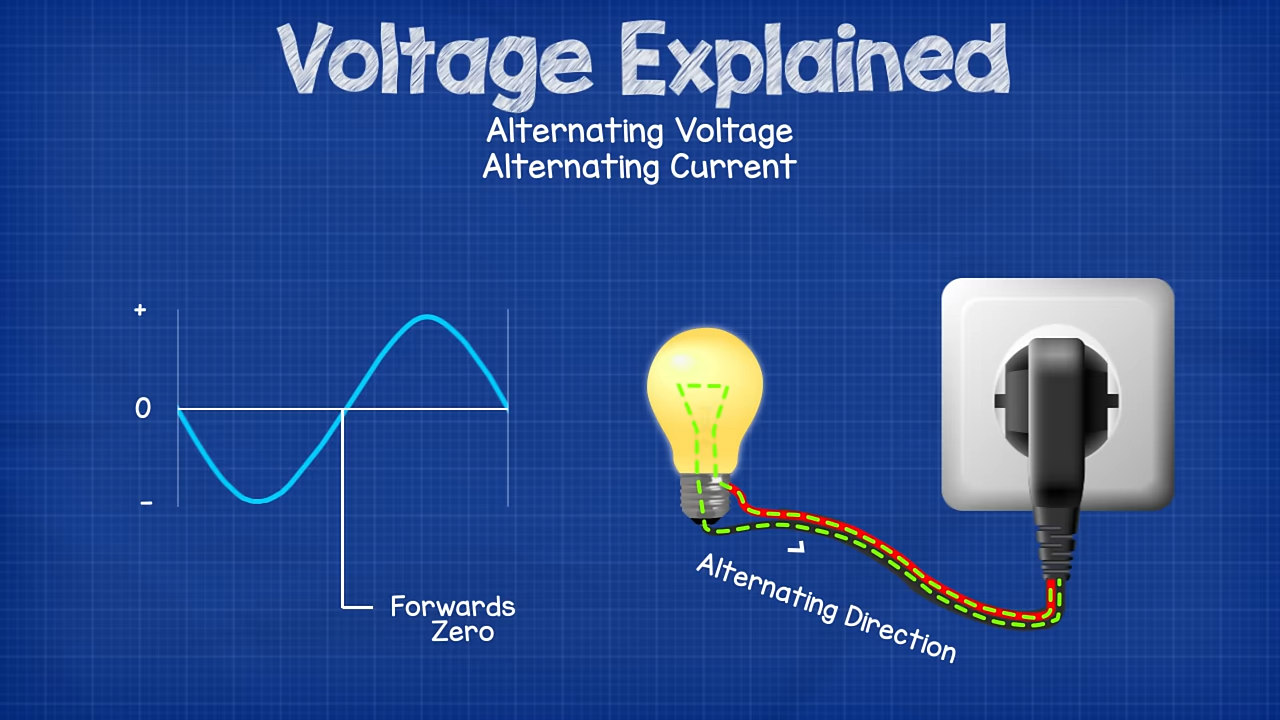 Voltage Explained
Alternating Voltage
Alternating Current
+
0
-
Forwards
Zero
Alternating Direction